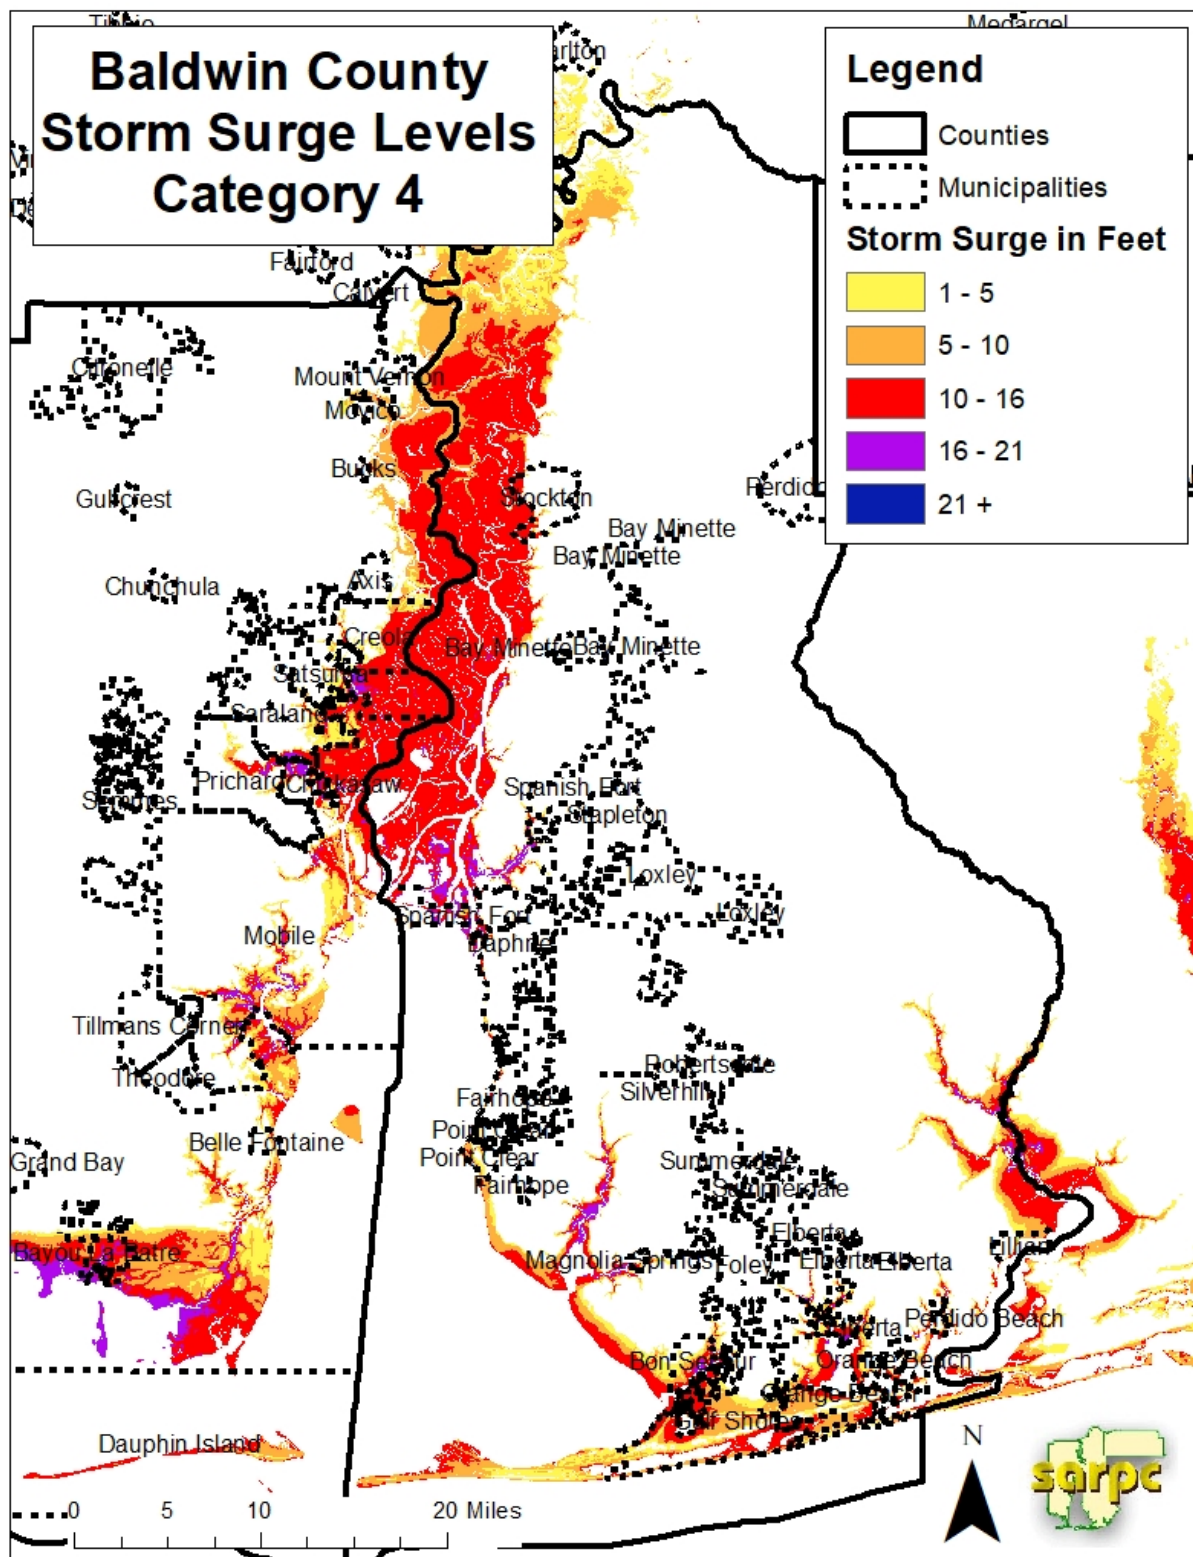 Medargel
Baldwin County
Storm Surge Levels
Category 4
Legend
Counties
Municipalities
Storm Surge in Feet
1 - 5
5 - 10
10 - 16
16 - 21
21 +
Fairford
Calvert
Citronelle
Mount Vernon
Movico
Bucks
Gulfcrest
Stockton
Perdido
Bay Minette
Bay Minette
Chunchula
Axis
Creola
Bay Minette
Bay Minette
Satsuma
Saraland
Prichard
Chickasaw
Semmes
Spanish Fort
Stapleton
Loxley
Loxley
Spanish Fort
Daphne
Mobile
Tillmans Corner
Theodore
Robertsdale
Silverhill
Fairhope
Point Clear
Belle Fontaine
Grand Bay
Point Clear
Summerdale
Fairhope
Summerdale
Elberta
Lillian
Bayou La Batre
Magnolia Springs
Foley
Elberta
Elberta
Perdido Beach
Elberta
Bon Secour
Orange Beach
Orange Beach
Gulf Shores
Dauphin Island
N
sarpc
0 5 10 20 Miles